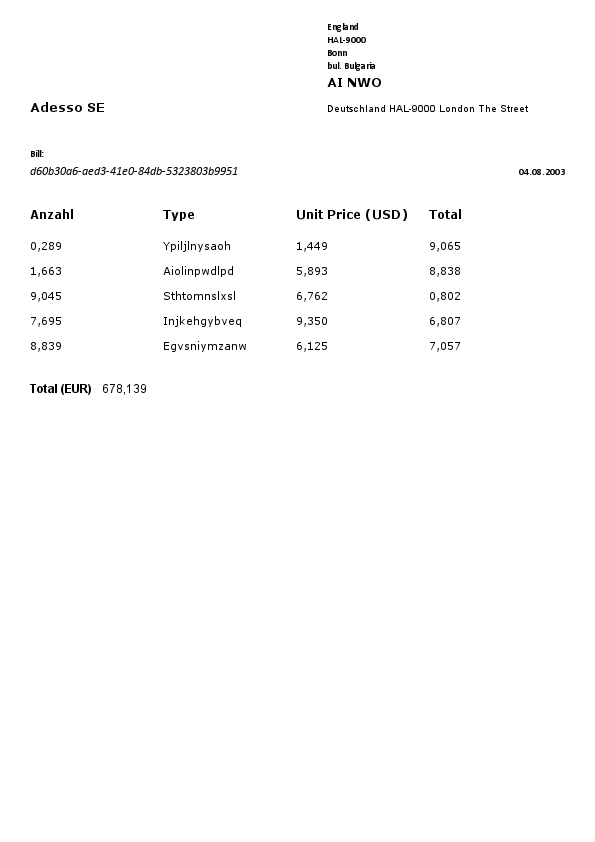 England
HAL-9000
Bonn
bul. Bulgaria
AI NWO
Adesso SE
Deutschland HAL-9000 London The Street
Bill:
d60b30a6-aed3-41e0-84db-5323803b9951
04.08.2003
Anzahl Type Unit Price (USD) Total
0,289 Ypiljlnysaoh 1,449 9,065
1,663 Aiolinpwdlpd 5,893 8,838
9,045 Sthtomnslxsl 6,762 0,802
7,695 Injkehgybveq 9,350 6,807
8,839 Egvsniymzanw 6,125 7,057
Total (EUR) 678,139